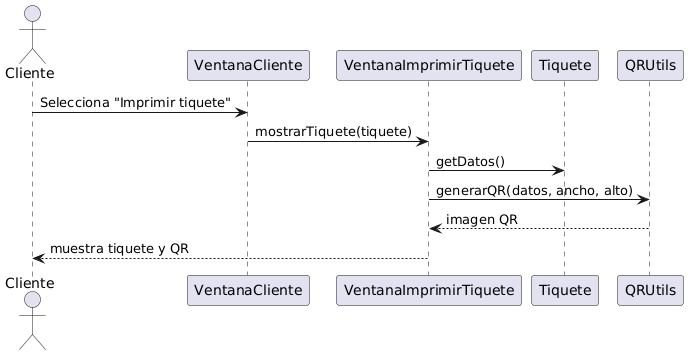 Cliente
VentanaCliente
VentanaImprimirTiquete
Tiquete
QRUtils
Selecciona "Imprimir tiquete"
mostrarTiquete(tiquete)
getDatos()
generarQR(datos, ancho, alto)
imagen QR
muestra tiquete y QR
Cliente
VentanaCliente
VentanaImprimirTiquete
Tiquete
QRUtils